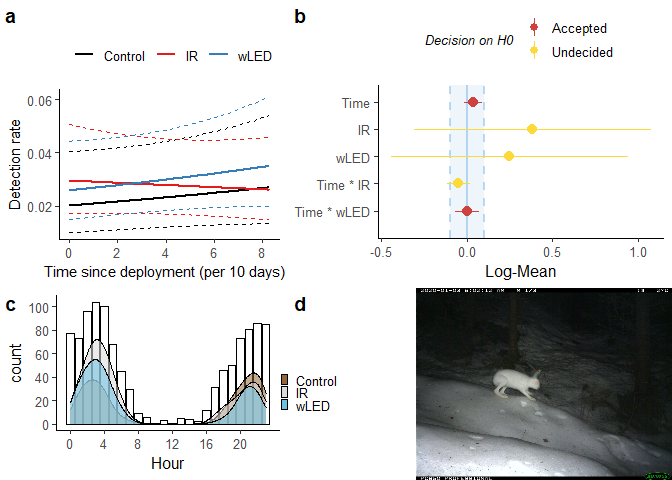 a
Control IR wLED
Detection rate
0.06
0.04
0.02
0 2 4 6 8
Time since deployment (per 10 days)
b
Decision on H0
Accepted
Undecided
Time
IR
wLED
Time * IR
Time * wLED
-0.5 0.0 0.5 1.0
Log-Mean
c
count
100
80
60
40
20
0
0 4 8 12 16 20
Hour
Control
IR
wLED
d